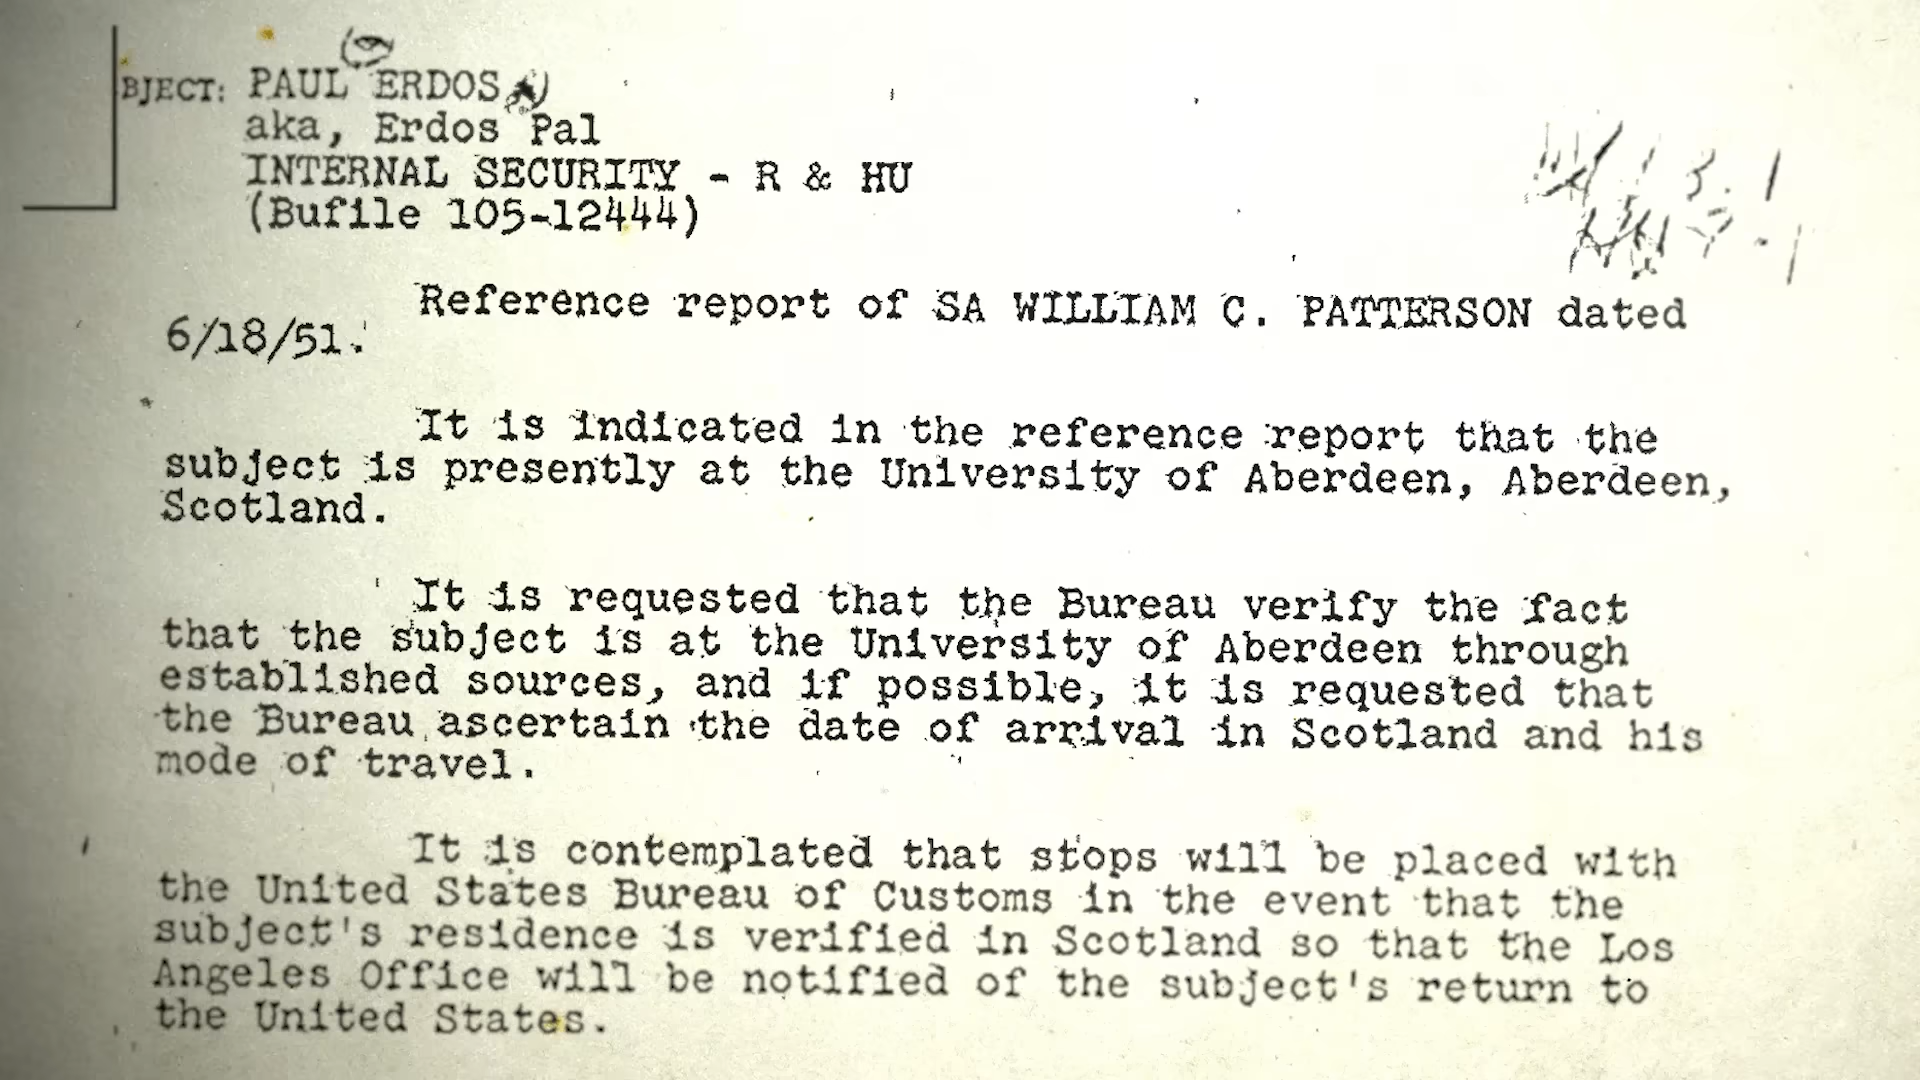 BJECT: PAUL ERDOS
aka, Erdos Pal
INTERNAL SECURITY - R & HU
(Bufile 105-12444)
Reference report of SA WILLIAM C. PATTERSON dated
6/18/51.
It is indicated in the reference report that the
subject is presently at the University of Aberdeen, Aberdeen,
Scotland.
It is requested that the Bureau verify the fact
that the subject is at the University of Aberdeen through
established sources, and if possible, it is requested that
the Bureau ascertain the date of arrival in Scotland and his
mode of travel.
It is contemplated that stops will be placed with
the United States Bureau of Customs in the event that the
subject's residence is verified in Scotland so that the Los
Angeles Office will be notified of the subject's return to
the United States.